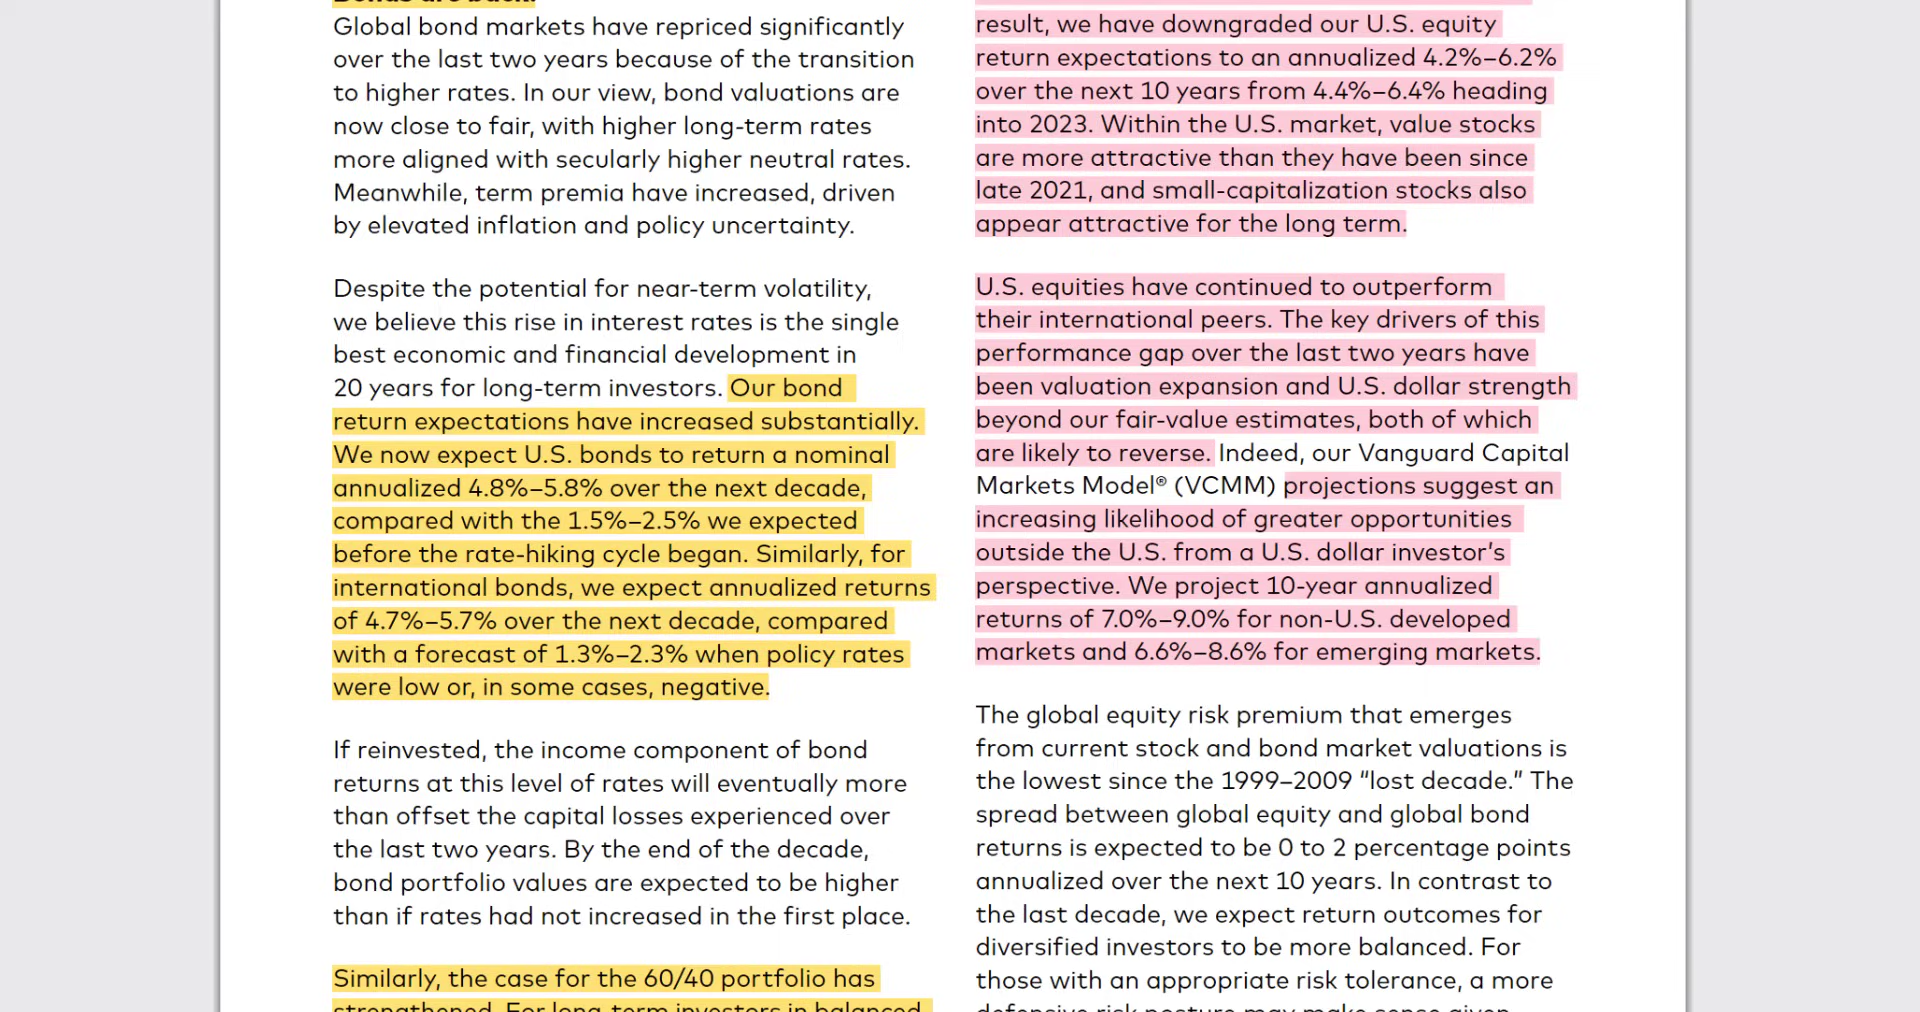 Bonds are back.
Global bond markets have repriced significantly
over the last two years because of the transition
to higher rates. In our view, bond valuations are
now close to fair, with higher long-term rates
more aligned with secularly higher neutral rates.
Meanwhile, term premia have increased, driven
by elevated inflation and policy uncertainty.
Despite the potential for near-term volatility,
we believe this rise in interest rates is the single
best economic and financial development in
20 years for long-term investors. Our bond
return expectations have increased substantially.
We now expect U.S. bonds to return a nominal
annualized 4.8%–5.8% over the next decade,
compared with the 1.5%–2.5% we expected
before the rate-hiking cycle began. Similarly, for
international bonds, we expect annualized returns
of 4.7%–5.7% over the next decade, compared
with a forecast of 1.3%–2.3% when policy rates
were low or, in some cases, negative.
If reinvested, the income component of bond
returns at this level of rates will eventually more
than offset the capital losses experienced over
the last two years. By the end of the decade,
bond portfolio values are expected to be higher
than if rates had not increased in the first place.
Similarly, the case for the 60/40 portfolio has
strengthened. For long-term investors in balanced
result, we have downgraded our U.S. equity
return expectations to an annualized 4.2%–6.2%
over the next 10 years from 4.4%–6.4% heading
into 2023. Within the U.S. market, value stocks
are more attractive than they have been since
late 2021, and small-capitalization stocks also
appear attractive for the long term.
U.S. equities have continued to outperform
their international peers. The key drivers of this
performance gap over the last two years have
been valuation expansion and U.S. dollar strength
beyond our fair-value estimates, both of which
are likely to reverse. Indeed, our Vanguard Capital
Markets Model® (VCMM) projections suggest an
increasing likelihood of greater opportunities
outside the U.S. from a U.S. dollar investor’s
perspective. We project 10-year annualized
returns of 7.0%–9.0% for non-U.S. developed
markets and 6.6%–8.6% for emerging markets.
The global equity risk premium that emerges
from current stock and bond market valuations is
the lowest since the 1999–2009 “lost decade.” The
spread between global equity and global bond
returns is expected to be 0 to 2 percentage points
annualized over the next 10 years. In contrast to
the last decade, we expect return outcomes for
diversified investors to be more balanced. For
those with an appropriate risk tolerance, a more
defensive risk posture may make sense given